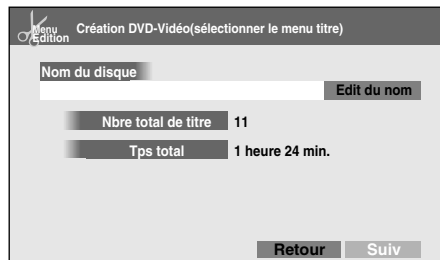 Menu
Edition
Création DVD-Vidéo(sélectionner le menu titre)
Nom du disque
Edit du nom
Nbre total de titre 11
Tps total 1 heure 24 min.
Retour Suiv